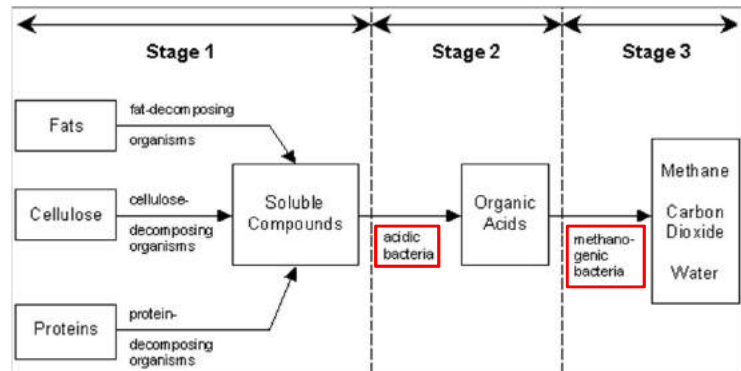 Stage 1
Stage 2
Stage 3
fat-decomposing
organisms
Fats
cellulose-
decomposing
organisms
Cellulose
protein-
decomposing
organisms
Proteins
Soluble
Compounds
acidic
bacteria
Organic
Acids
methano-
genic
bacteria
Methane
Carbon
Dioxide
Water